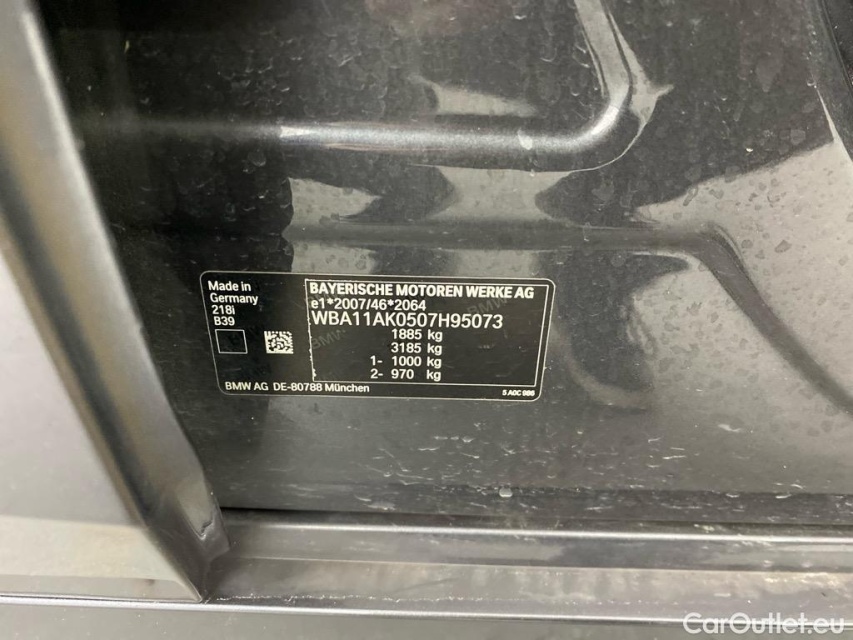 Made in
Germany
218i
B39
BAYERISCHE MOTOREN WERKE AG
e1*2007/46*2064
WBA11AK0507H95073
1885 kg
3185 kg
1- 1000 kg
2- 970 kg
BMW AG DE-80788 München
5 A0C 986
CarOutlet.eu